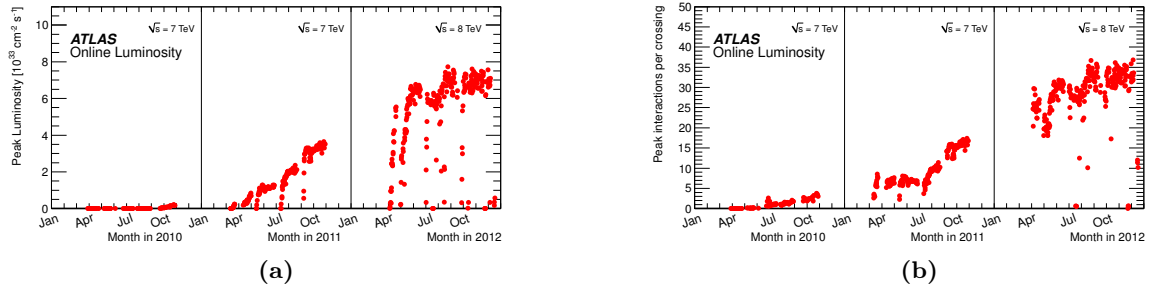 Peak Luminosity [10³³ cm⁻² s⁻¹]
11
10
8
6
4
2
0
ATLAS
Online Luminosity
√s = 7 TeV
√s = 7 TeV
√s = 8 TeV
Jan Apr Jul Oct Jan Apr Jul Oct Jan Apr Jul Oct
Month in 2010 Month in 2011 Month in 2012
(a)
Peak interactions per crossing
50
45
40
35
30
25
20
15
10
5
0
ATLAS
Online Luminosity
√s = 7 TeV
√s = 7 TeV
√s = 8 TeV
Jan Apr Jul Oct Jan Apr Jul Oct Jan Apr Jul Oct
Month in 2010 Month in 2011 Month in 2012
(b)